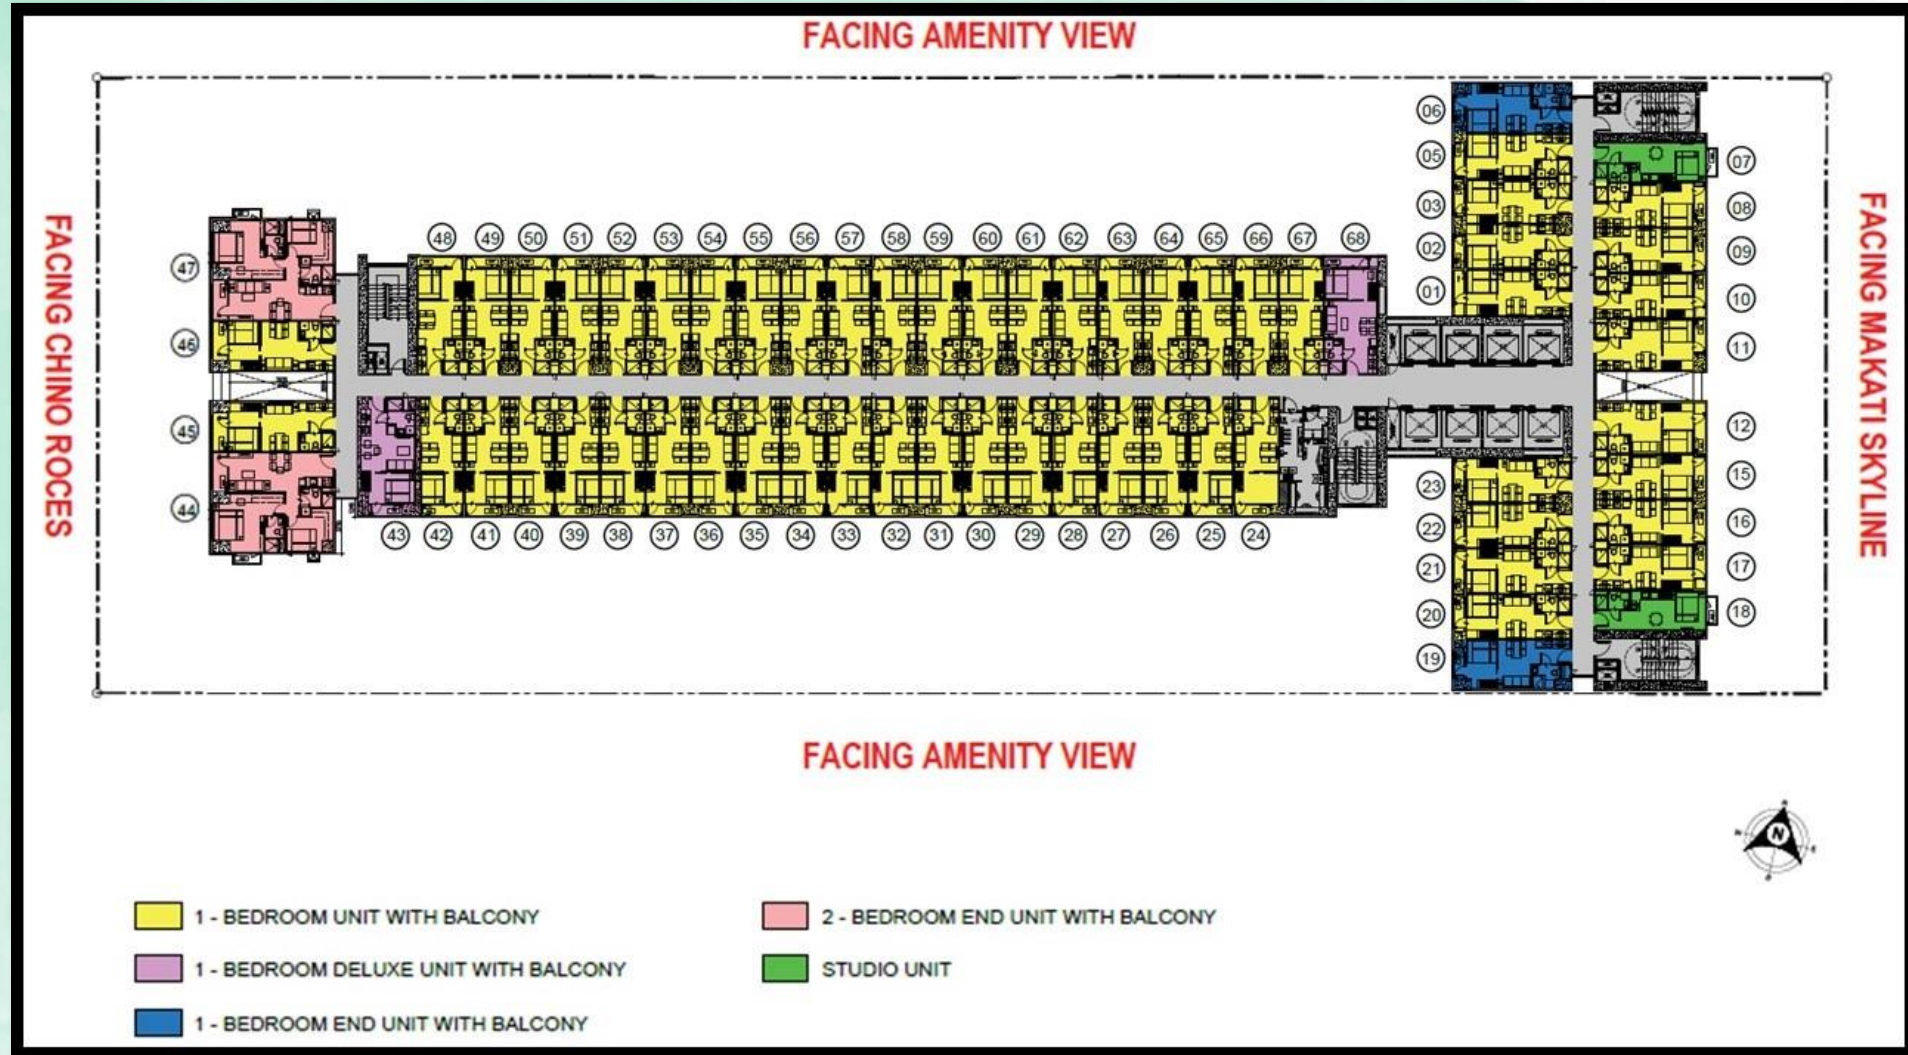 FACING AMENITY VIEW
06
05
03
02
01
07
08
09
10
11
FACING CHINO ROCES
FACING MAKATI SKYLINE
47
46
45
44
48 49 50 51 52 53 54 55 56 57 58 59 60 61 62 63 64 65 66 67 68
43 42 41 40 39 38 37 36 35 34 33 32 31 30 29 28 27 26 25 24
23
22
21
20
19
12
15
16
17
18
FACING AMENITY VIEW
N
1 - BEDROOM UNIT WITH BALCONY
1 - BEDROOM DELUXE UNIT WITH BALCONY
1 - BEDROOM END UNIT WITH BALCONY
2 - BEDROOM END UNIT WITH BALCONY
STUDIO UNIT